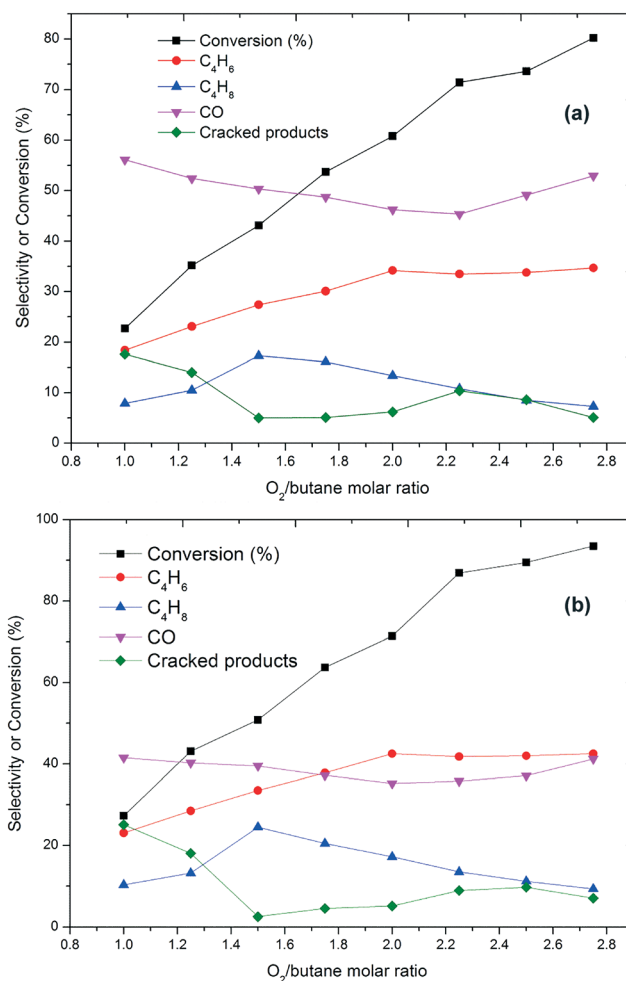 80
70
60
50
40
30
20
10
0
Selectivity or Conversion (%)
Conversion (%)
C₄H₆
C₄H₈
CO
Cracked products
(a)
0.8 1.0 1.2 1.4 1.6 1.8 2.0 2.2 2.4 2.6 2.8
O₂/butane molar ratio
100
80
60
40
20
0
Selectivity or Conversion (%)
Conversion (%)
C₄H₆
C₄H₈
CO
Cracked products
(b)
0.8 1.0 1.2 1.4 1.6 1.8 2.0 2.2 2.4 2.6 2.8
O₂/butane molar ratio